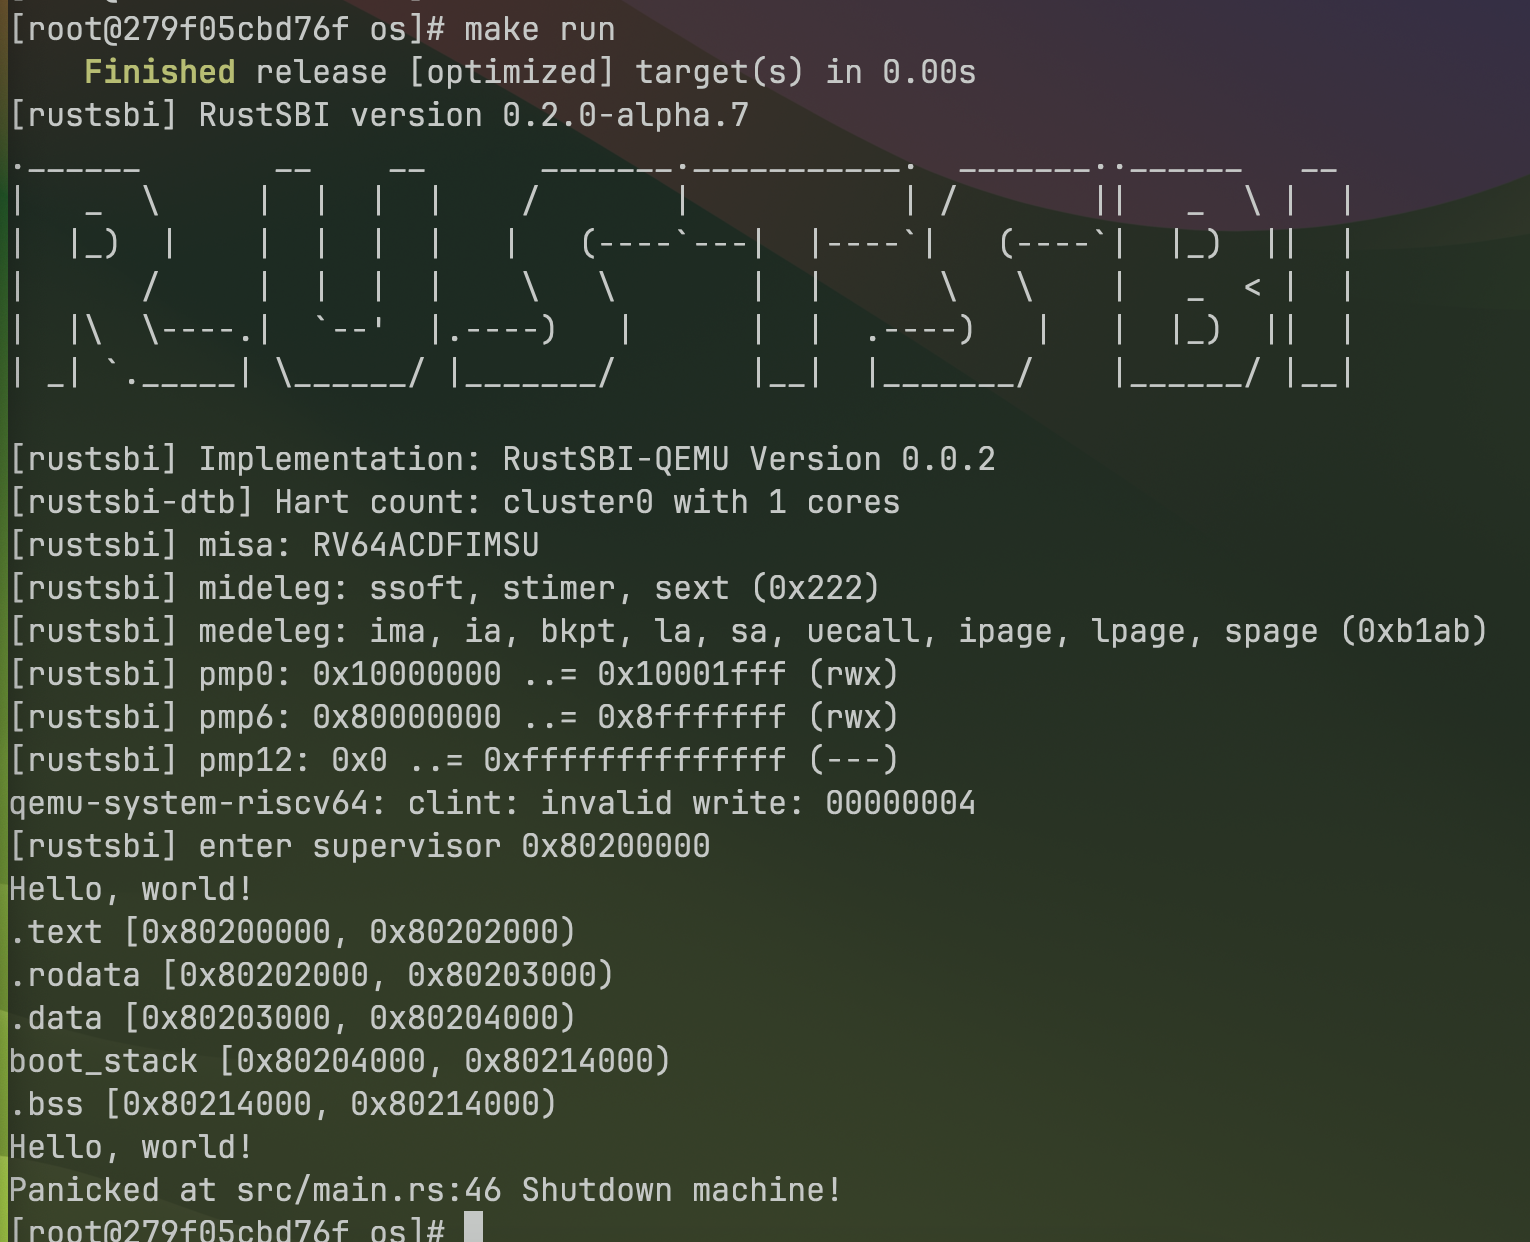 [root@279f05cbd76f os]# make run
    Finished release [optimized] target(s) in 0.00s
[rustsbi] RustSBI version 0.2.0-alpha.7
.______       __    __      _______.___________.  _______..______   __
|   _  \     |  |  |  |    /       |           | /       ||   _  \ |  |
|  |_)  |    |  |  |  |   |   (----`---|  |----`|   (----`|  |_)  ||  |
|      /     |  |  |  |    \   \       |  |      \   \    |   _  < |  |
|  |\  \----.|  `--'  |.----)   |      |  |  .----)   |   |  |_)  ||  |
| _| `._____| \______/ |_______/       |__|  |_______/    |______/ |__|
[rustsbi] Implementation: RustSBI-QEMU Version 0.0.2
[rustsbi-dtb] Hart count: cluster0 with 1 cores
[rustsbi] misa: RV64ACDFIMSU
[rustsbi] mideleg: ssoft, stimer, sext (0x222)
[rustsbi] medeleg: ima, ia, bkpt, la, sa, uecall, ipage, lpage, spage (0xb1ab)
[rustsbi] pmp0: 0x10000000 ..= 0x10001fff (rwx)
[rustsbi] pmp6: 0x80000000 ..= 0x8fffffff (rwx)
[rustsbi] pmp12: 0x0 ..= 0xffffffffffffff (---)
qemu-system-riscv64: clint: invalid write: 00000004
[rustsbi] enter supervisor 0x80200000
Hello, world!
.text [0x80200000, 0x80202000)
.rodata [0x80202000, 0x80203000)
.data [0x80203000, 0x80204000)
boot_stack [0x80204000, 0x80214000)
.bss [0x80214000, 0x80214000)
Hello, world!
Panicked at src/main.rs:46 Shutdown machine!
[root@279f05cbd76f os]#